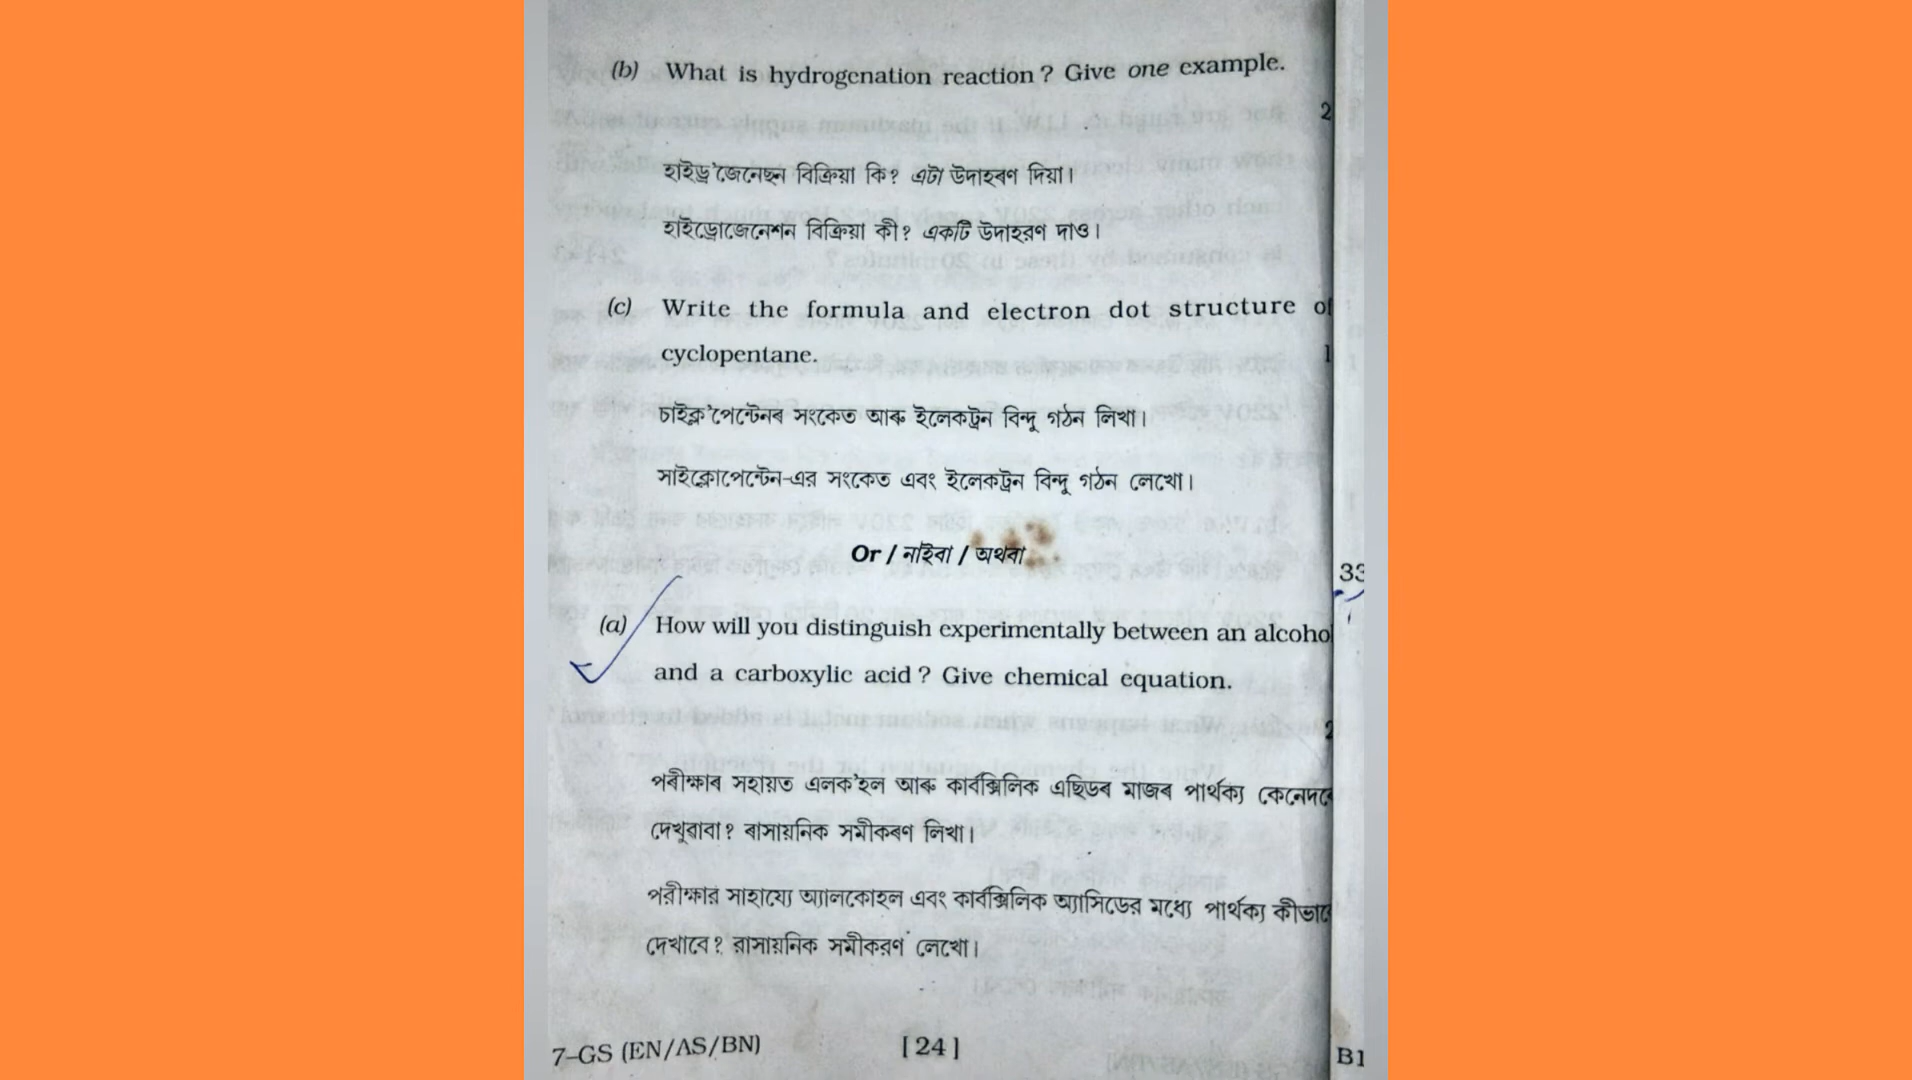 (b) What is hydrogenation reaction ? Give one example.
2
হাইড্ৰ'জেনেছন বিক্ৰিয়া কি? এটা উদাহৰণ দিয়া।
হাইড্রোজেনেশন বিক্রিয়া কী? একটি উদাহরণ দাও।
(c) Write the formula and electron dot structure of
cyclopentane. 1
চাইক্ল'পেন্টেনৰ সংকেত আৰু ইলেকট্ৰন বিন্দু গঠন লিখা।
সাইক্লোপেন্টেন-এর সংকেত এবং ইলেকট্রন বিন্দু গঠন লেখো।
Or / নাইবা / অথবা
33
(a) How will you distinguish experimentally between an alcoho
and a carboxylic acid ? Give chemical equation.
2
পৰীক্ষাৰ সহায়ত এলক'হল আৰু কাৰ্বক্সিলিক এছিডৰ মাজৰ পাৰ্থক্য কেনেদৰে
দেখুৱাবা? ৰাসায়নিক সমীকৰণ লিখা।
পরীক্ষার সাহায্যে অ্যালকোহল এবং কার্বক্সিলিক অ্যাসিডের মধ্যে পার্থক্য কীভাবে
দেখাবে? রাসায়নিক সমীকরণ লেখো।
7–GS (EN/AS/BN) [ 24 ] B1